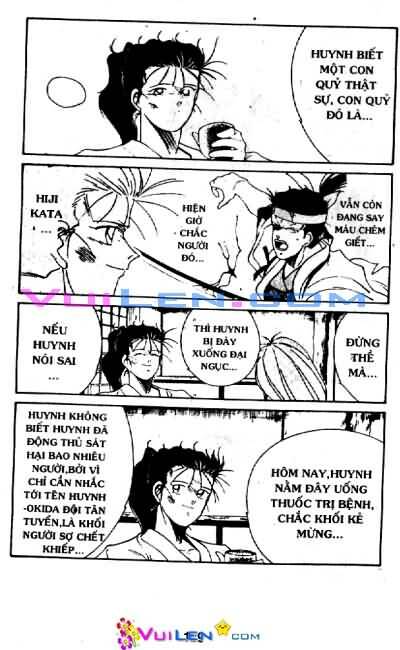 HUYNH BIẾT
MỘT CON
QUỶ THẬT
SỰ, CON QUỶ
ĐÓ LÀ...
HIJI
KATA
...
HIỆN
GIỜ
CHẮC
NGƯỜI
ĐÓ...
VẪN CÒN
ĐANG SAY
MÁU CHÉM
GIẾT...
VuiLen.com
NẾU
HUYNH
NÓI SAI
...
THÌ HUYNH
BỊ ĐÀY
XUỐNG ĐẠI
NGỤC...
ĐỪNG
THẾ
MÀ...
HUYNH KHÔNG
BIẾT HUYNH ĐÃ
ĐỘNG THỦ SÁT
HẠI BAO NHIÊU
NGƯỜI,BỞI VÌ
CHỈ CẦN NHẮC
TỚI TÊN HUYNH
-OKIDA ĐỘI TÂN
TUYỂN,LÀ KHỐI
NGƯỜI SỢ CHẾT
KHIẾP...
HÔM NAY,HUYNH
NẰM ĐÂY UỐNG
THUỐC TRỊ BỆNH,
CHẮC KHỐI KẺ
MỪNG...
VuiLen.com